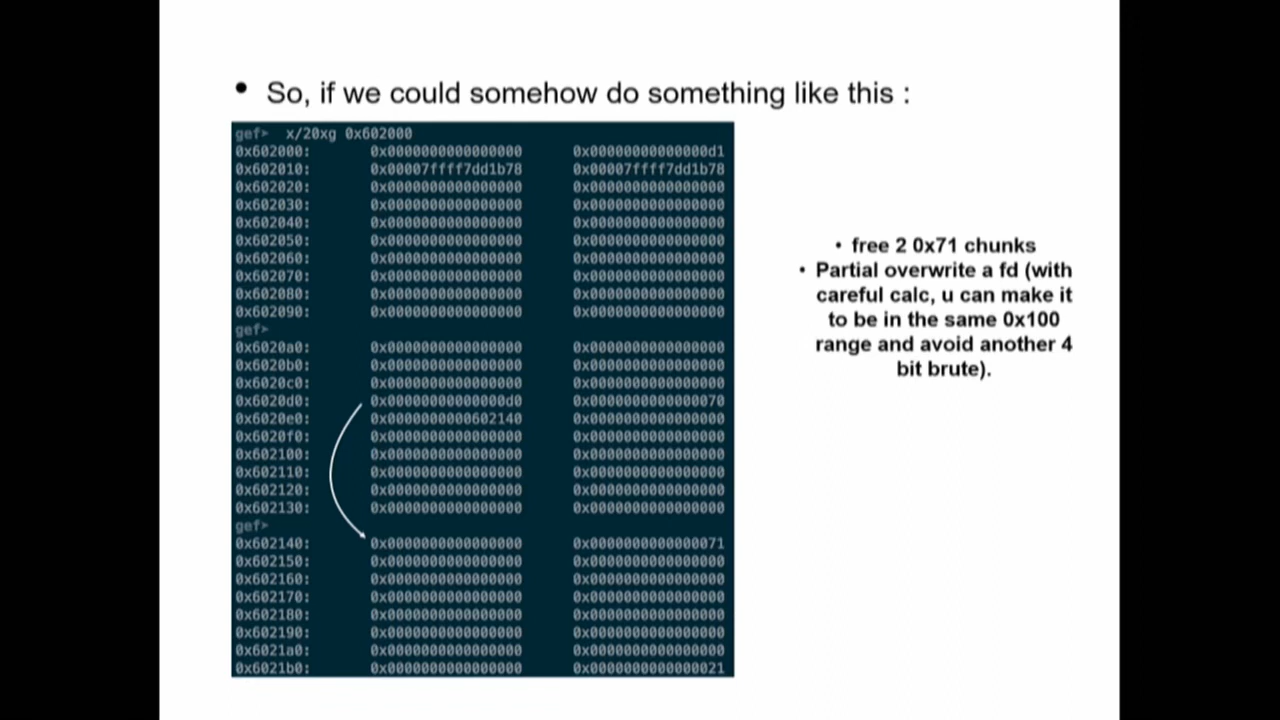 • So, if we could somehow do something like this :
gef➤  x/20xg 0x602000
0x602000: 0x0000000000000000 0x00000000000000d1
0x602010: 0x00007ffff7dd1b78 0x00007ffff7dd1b78
0x602020: 0x0000000000000000 0x0000000000000000
0x602030: 0x0000000000000000 0x0000000000000000
0x602040: 0x0000000000000000 0x0000000000000000
0x602050: 0x0000000000000000 0x0000000000000000
0x602060: 0x0000000000000000 0x0000000000000000
0x602070: 0x0000000000000000 0x0000000000000000
0x602080: 0x0000000000000000 0x0000000000000000
0x602090: 0x0000000000000000 0x0000000000000000
gef➤
0x6020a0: 0x0000000000000000 0x0000000000000000
0x6020b0: 0x0000000000000000 0x0000000000000000
0x6020c0: 0x0000000000000000 0x0000000000000000
0x6020d0: 0x00000000000000d0 0x0000000000000070
0x6020e0: 0x0000000000602140 0x0000000000000000
0x6020f0: 0x0000000000000000 0x0000000000000000
0x602100: 0x0000000000000000 0x0000000000000000
0x602110: 0x0000000000000000 0x0000000000000000
0x602120: 0x0000000000000000 0x0000000000000000
0x602130: 0x0000000000000000 0x0000000000000000
gef➤
0x602140: 0x0000000000000000 0x0000000000000071
0x602150: 0x0000000000000000 0x0000000000000000
0x602160: 0x0000000000000000 0x0000000000000000
0x602170: 0x0000000000000000 0x0000000000000000
0x602180: 0x0000000000000000 0x0000000000000000
0x602190: 0x0000000000000000 0x0000000000000000
0x6021a0: 0x0000000000000000 0x0000000000000000
0x6021b0: 0x0000000000000000 0x0000000000000021
• free 2 0x71 chunks
• Partial overwrite a fd (with
careful calc, u can make it
to be in the same 0x100
range and avoid another 4
bit brute).